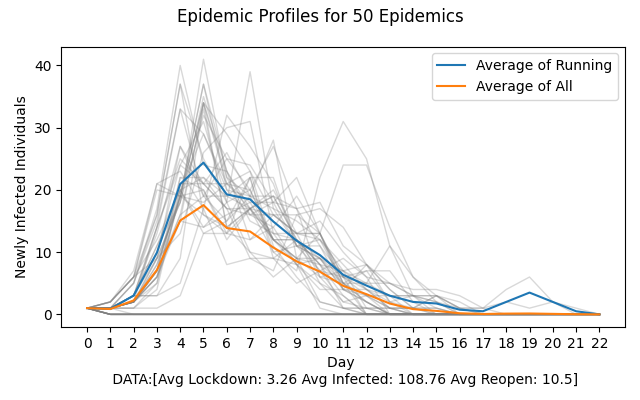 Epidemic Profiles for 50 Epidemics
Average of Running
Average of All
Newly Infected Individuals
40
30
20
10
0
0 1 2 3 4 5 6 7 8 9 10 11 12 13 14 15 16 17 18 19 20 21 22
Day
DATA:[Avg Lockdown: 3.26 Avg Infected: 108.76 Avg Reopen: 10.5]